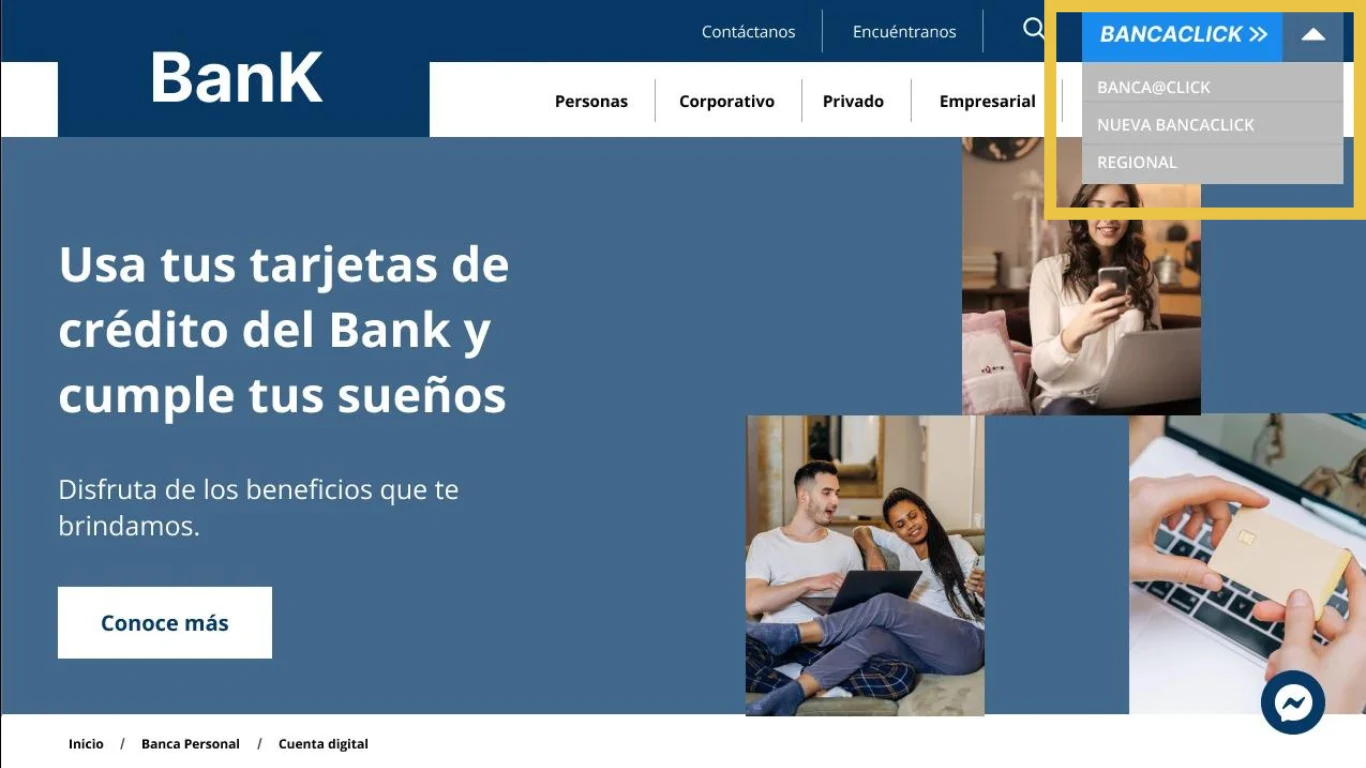 Contáctanos
Encuéntranos
BANCACLICK »
BanK
Personas
Corporativo
Privado
Empresarial
BANCA@CLICK
NUEVA BANCACLICK
REGIONAL
Usa tus tarjetas de
crédito del Bank y
cumple tus sueños
Disfruta de los beneficios que te
brindamos.
Conoce más
Inicio / Banca Personal / Cuenta digital